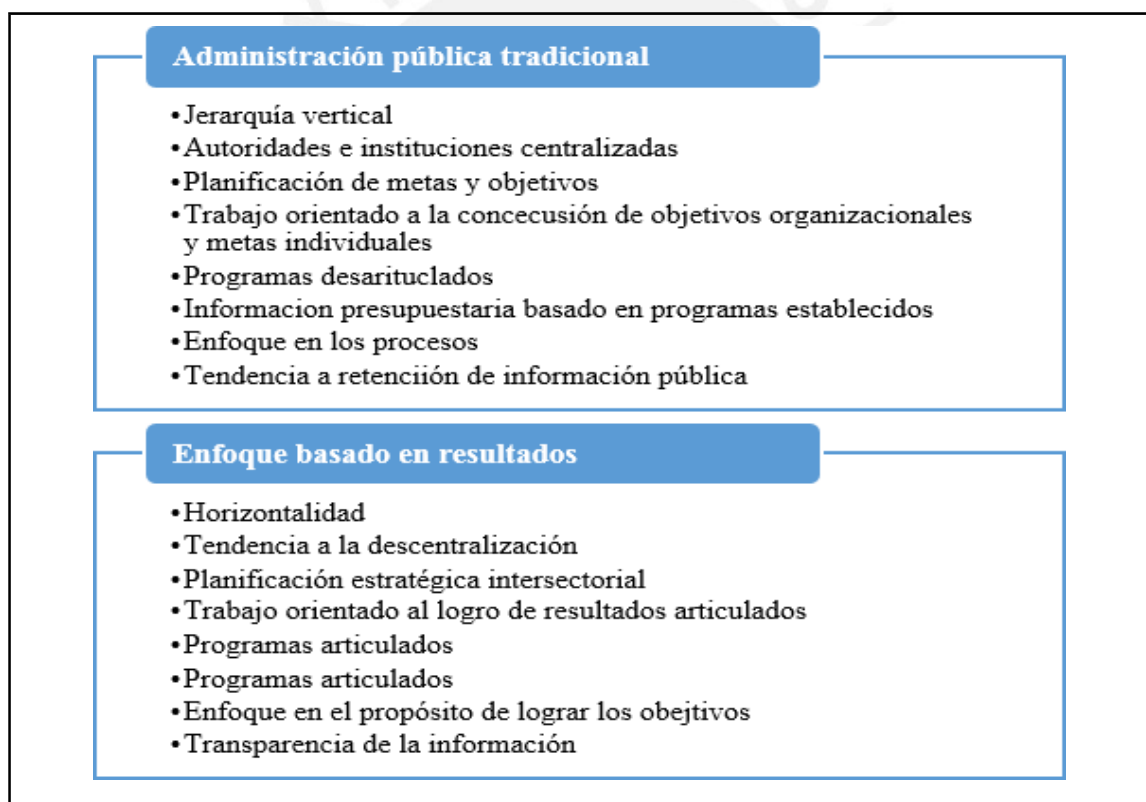 Administración pública tradicional
•Jerarquía vertical
•Autoridades e instituciones centralizadas
•Planificación de metas y objetivos
•Trabajo orientado a la concecusión de objetivos organizacionales
y metas individuales
•Programas desarituclados
•Informacion presupuestaria basado en programas establecidos
•Enfoque en los procesos
•Tendencia a retenciión de información pública
Enfoque basado en resultados
•Horizontalidad
•Tendencia a la descentralización
•Planificación estratégica intersectorial
•Trabajo orientado al logro de resultados articulados
•Programas articulados
•Programas articulados
•Enfoque en el propósito de lograr los obejtivos
•Transparencia de la información